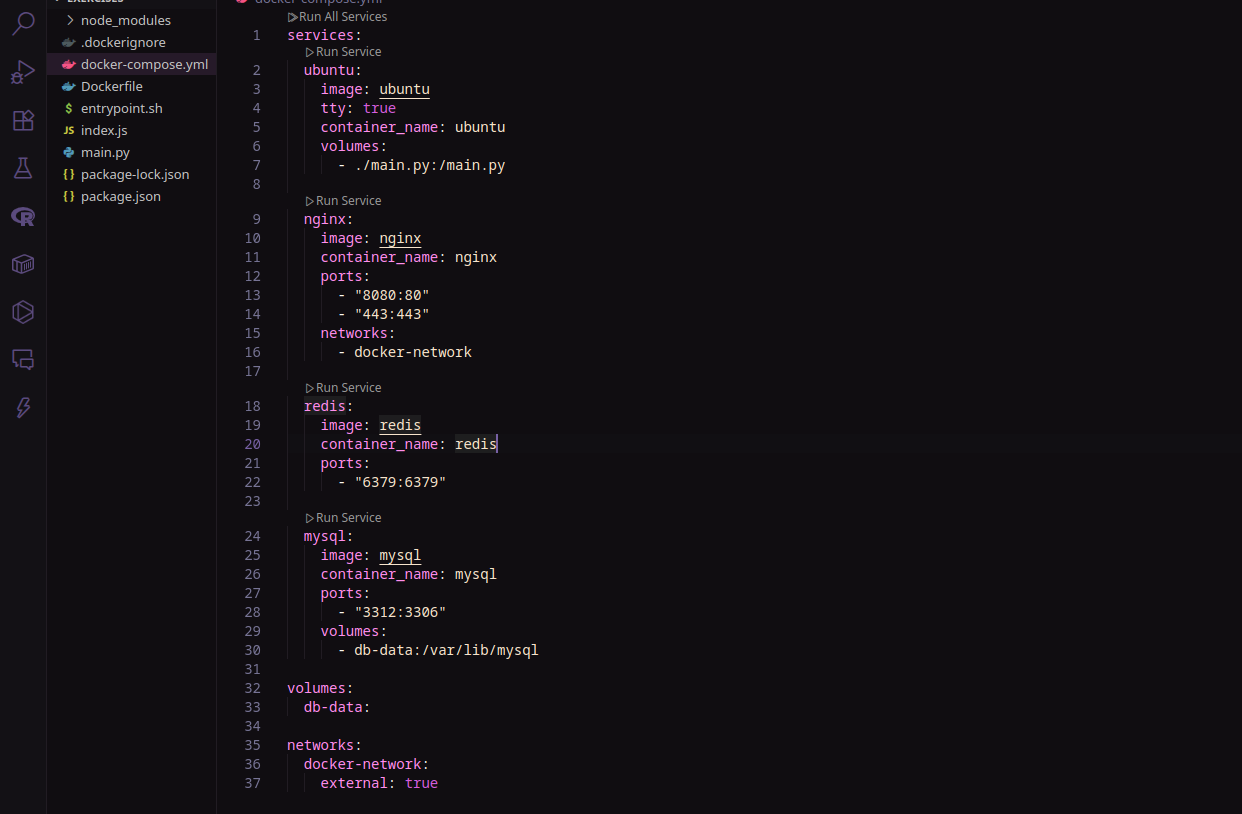 EXERCISES
node_modules
.dockerignore
docker-compose.yml
Dockerfile
$ entrypoint.sh
JS index.js
main.py
{} package-lock.json
{} package.json
docker-compose.yml
Run All Services
1 services:
Run Service
2 ubuntu:
3 image: ubuntu
4 tty: true
5 container_name: ubuntu
6 volumes:
7 - ./main.py:/main.py
8
Run Service
9 nginx:
10 image: nginx
11 container_name: nginx
12 ports:
13 - "8080:80"
14 - "443:443"
15 networks:
16 - docker-network
17
Run Service
18 redis:
19 image: redis
20 container_name: redis
21 ports:
22 - "6379:6379"
23
Run Service
24 mysql:
25 image: mysql
26 container_name: mysql
27 ports:
28 - "3312:3306"
29 volumes:
30 - db-data:/var/lib/mysql
31
32 volumes:
33 db-data:
34
35 networks:
36 docker-network:
37 external: true